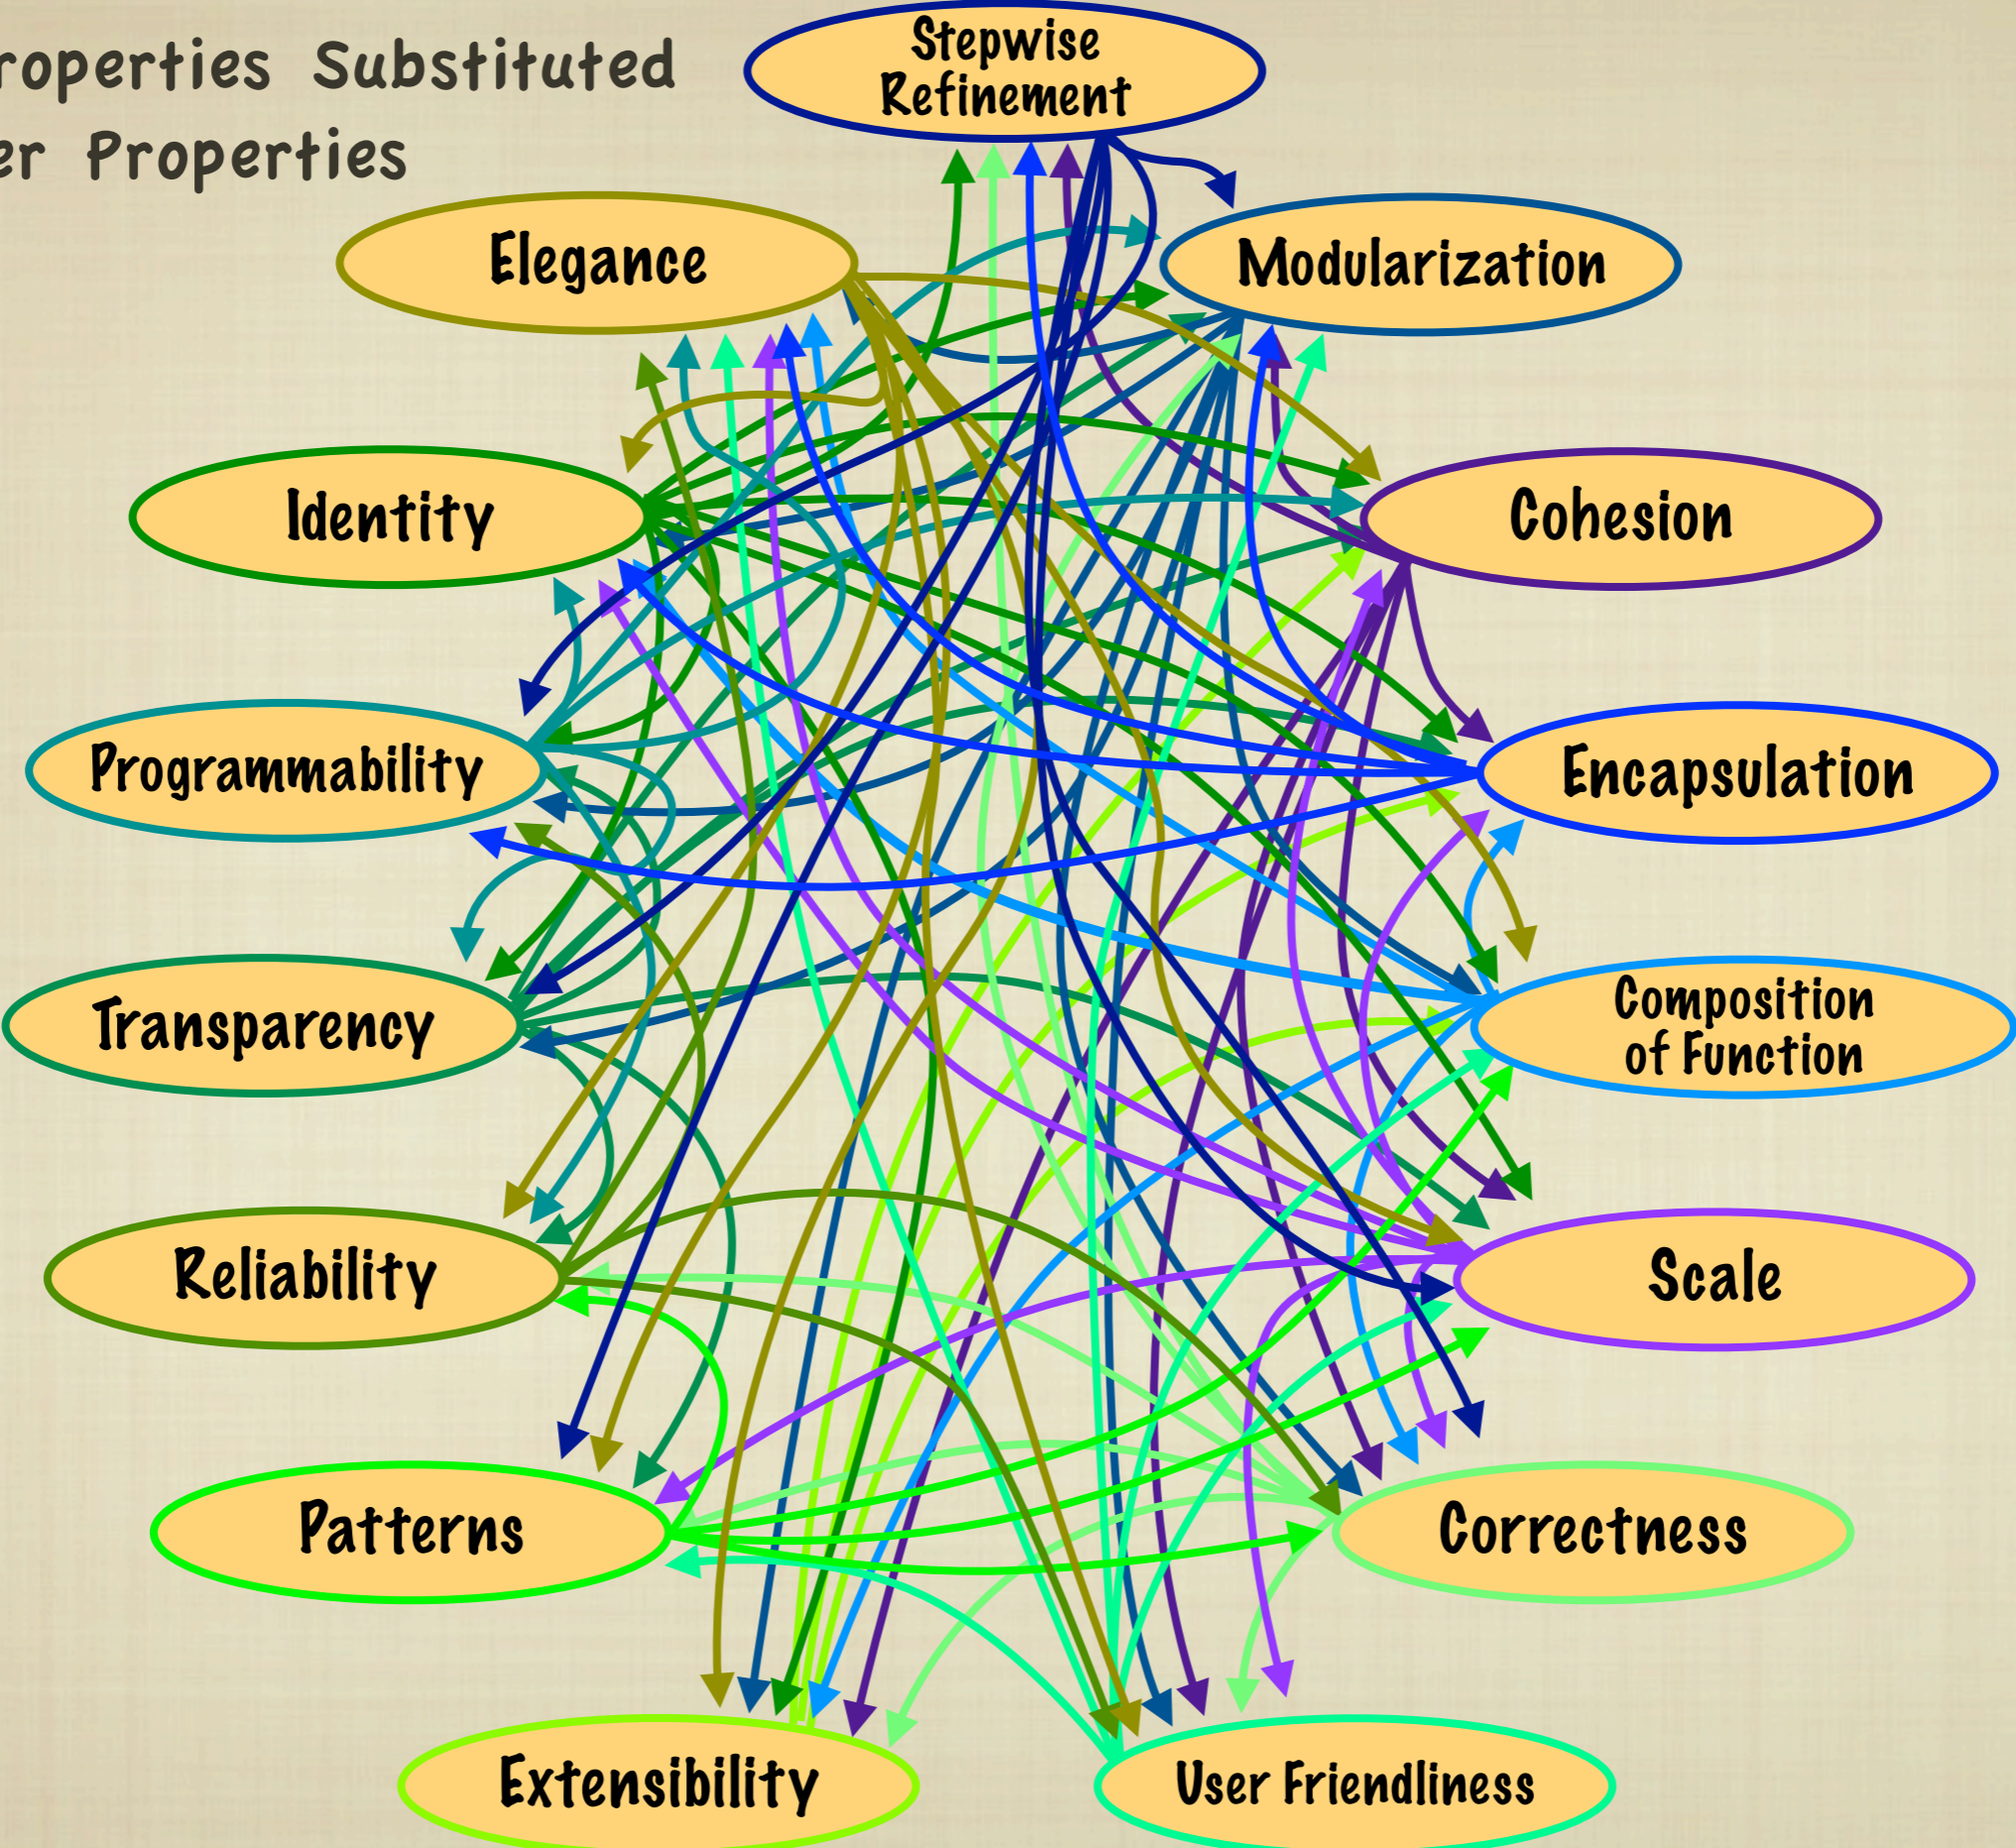 roperties Substituted
er Properties
Stepwise
Refinement
Elegance
Modularization
Identity
Cohesion
Programmability
Encapsulation
Transparency
Composition
of Function
Reliability
Scale
Patterns
Correctness
Extensibility
User Friendliness